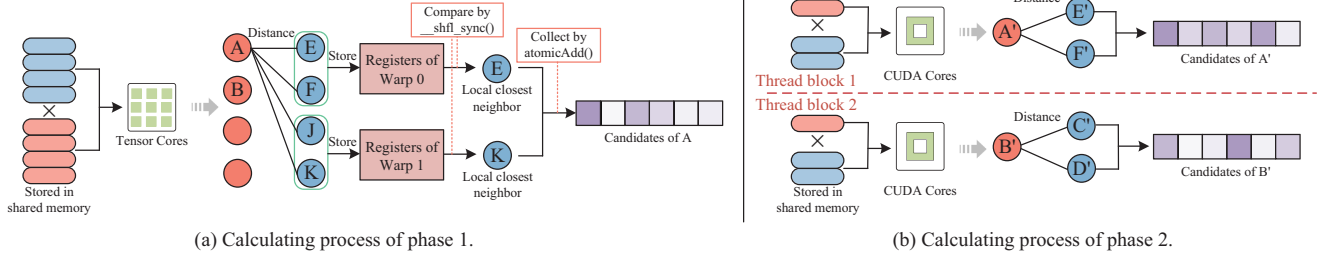 Compare by
__shfl_sync()
Collect by
atomicAdd()
Distance
A
E
Store
Registers of
Warp 0
E
Local closest
neighbor
F
B
×
Tensor Cores
J
Store
Registers of
Warp 1
K
K
Local closest
neighbor
Candidates of A
Stored in
shared memory
(a) Calculating process of phase 1.
Distance
×
CUDA Cores
A'
E'
F'
Candidates of A'
Thread block 1
Thread block 2
Distance
×
CUDA Cores
B'
C'
D'
Candidates of B'
Stored in
shared memory
(b) Calculating process of phase 2.